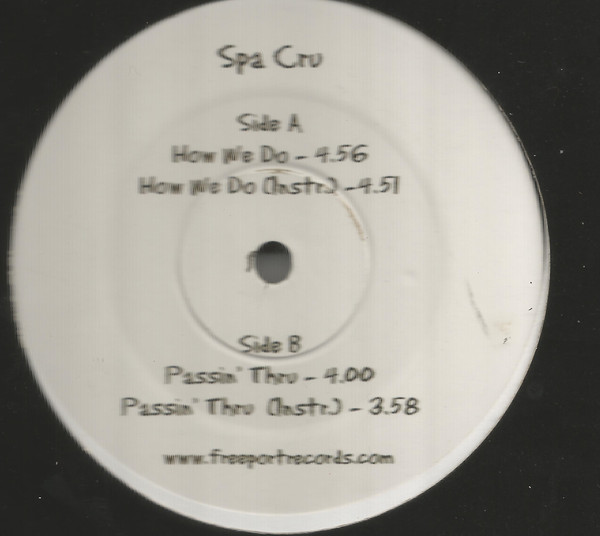 Spa Cru
Side A
How We Do - 4.56
How We Do (Instr.) -4.51
Side B
Passin' Thru - 4.00
Passin' Thru (Instr.) - 3.58
www.freeportrecords.com